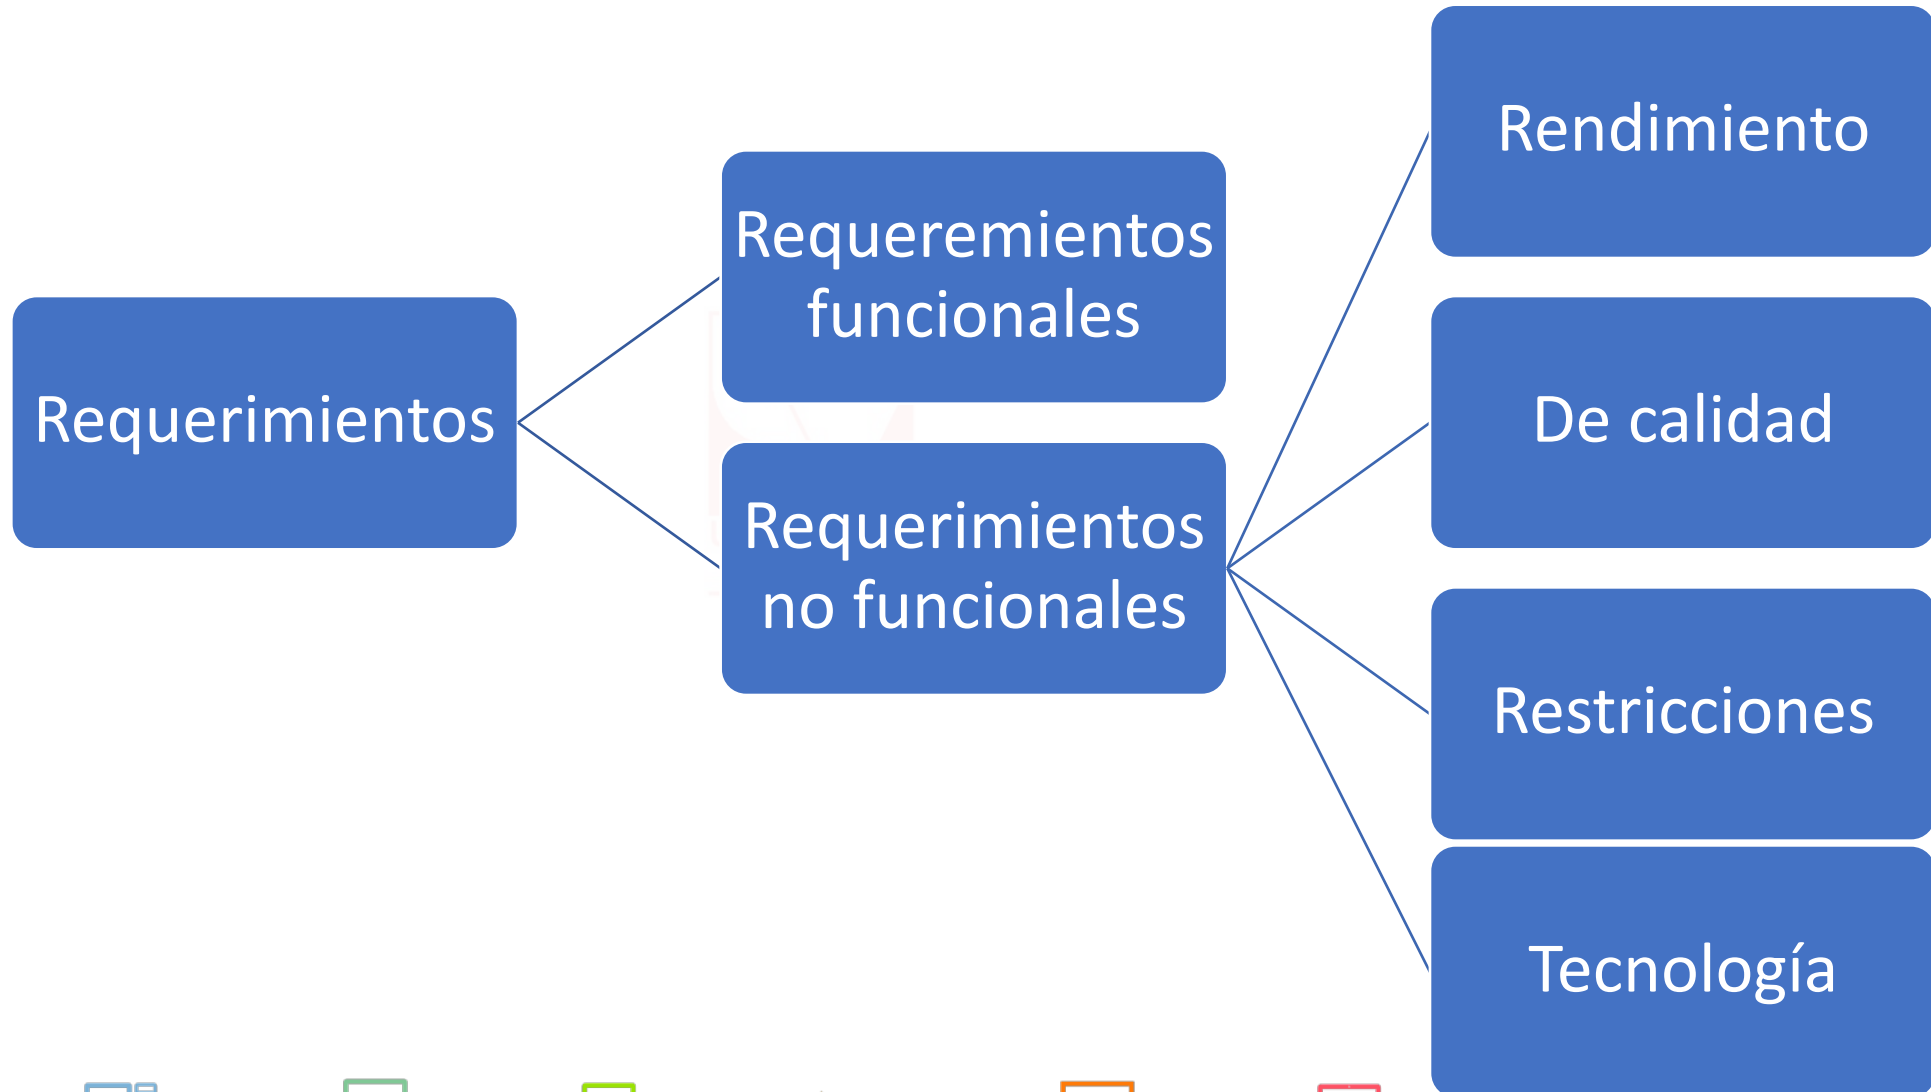 Requerimientos
Requeremientos
funcionales
Requerimientos
no funcionales
Rendimiento
De calidad
Restricciones
Tecnología